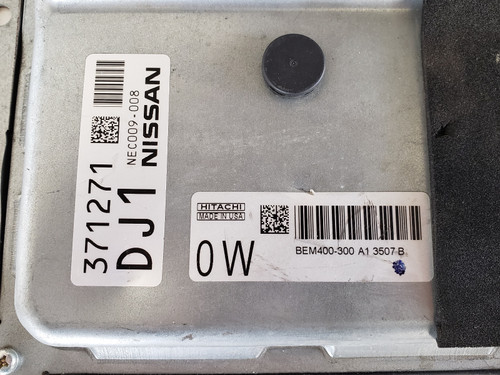 371271
DJ1
NEC009-008
NISSAN
HITACHI
MADE IN USA
0W
BEM400-300 A1 3507 B